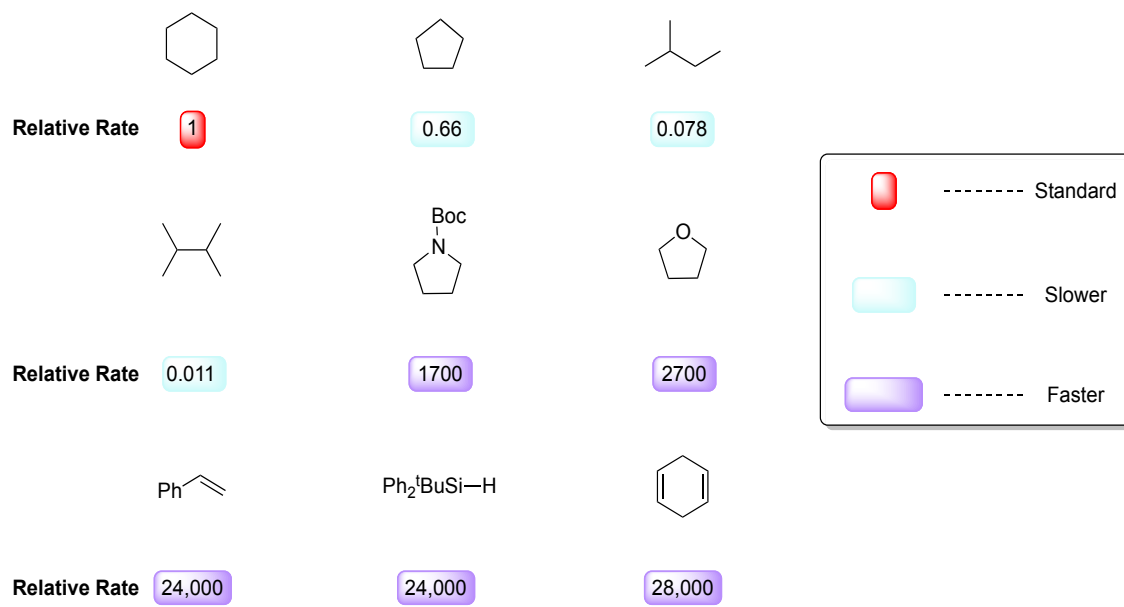 Relative Rate 1 0.66 0.078
Standard
Boc
N
O
Slower
Relative Rate 0.011 1700 2700
Faster
Ph
Ph₂ᵗBuSi—H
Relative Rate 24,000 24,000 28,000